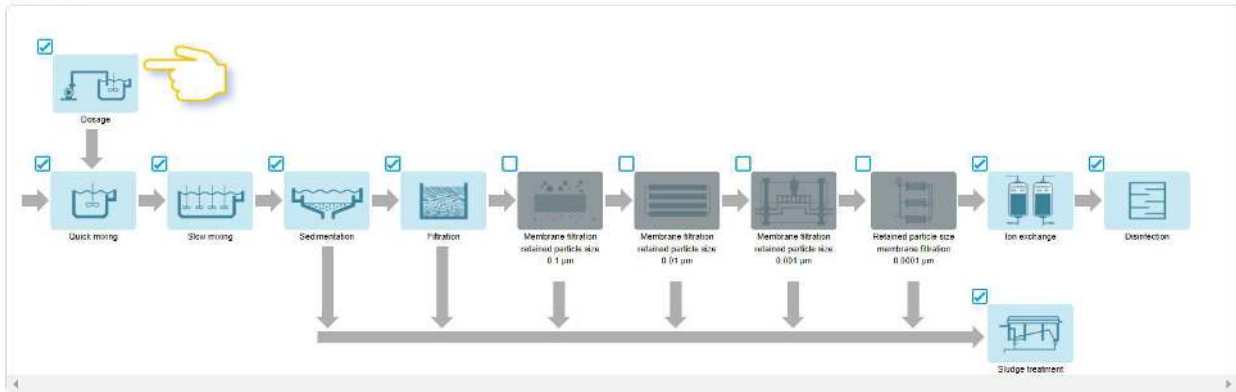 Dosage
Quick mixing
Slow mixing
Sedimentation
Filtration
Membrane filtration
retained particle size
0.1 µm
Membrane filtration
retained particle size
0.01 µm
Membrane filtration
retained particle size
0.001 µm
Retained particle size
membrane filtration
0.0001 µm
Ion exchange
Disinfection
Sludge treatment